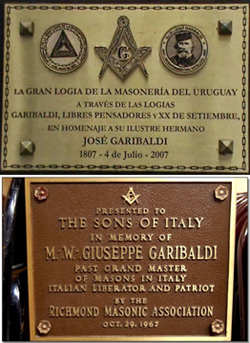 G
LA GRAN LOGIA DE LA MASONERÍA DEL URUGUAY
A TRAVÉS DE LAS LOGIAS
GARIBALDI, LIBRES PENSADORES y XX DE SETIEMBRE,
EN HOMENAJE A SU ILUSTRE HERMANO
JOSÉ GARIBALDI
1807 - 4 de Julio - 2007
PRESENTED TO
THE SONS OF ITALY
IN MEMORY OF
M∴W∴ GIUSEPPE GARIBALDI
PAST GRAND MASTER
OF MASONS IN ITALY
ITALIAN LIBERATOR AND PATRIOT
BY THE
RICHMOND MASONIC ASSOCIATION
OCT. 29, 1967